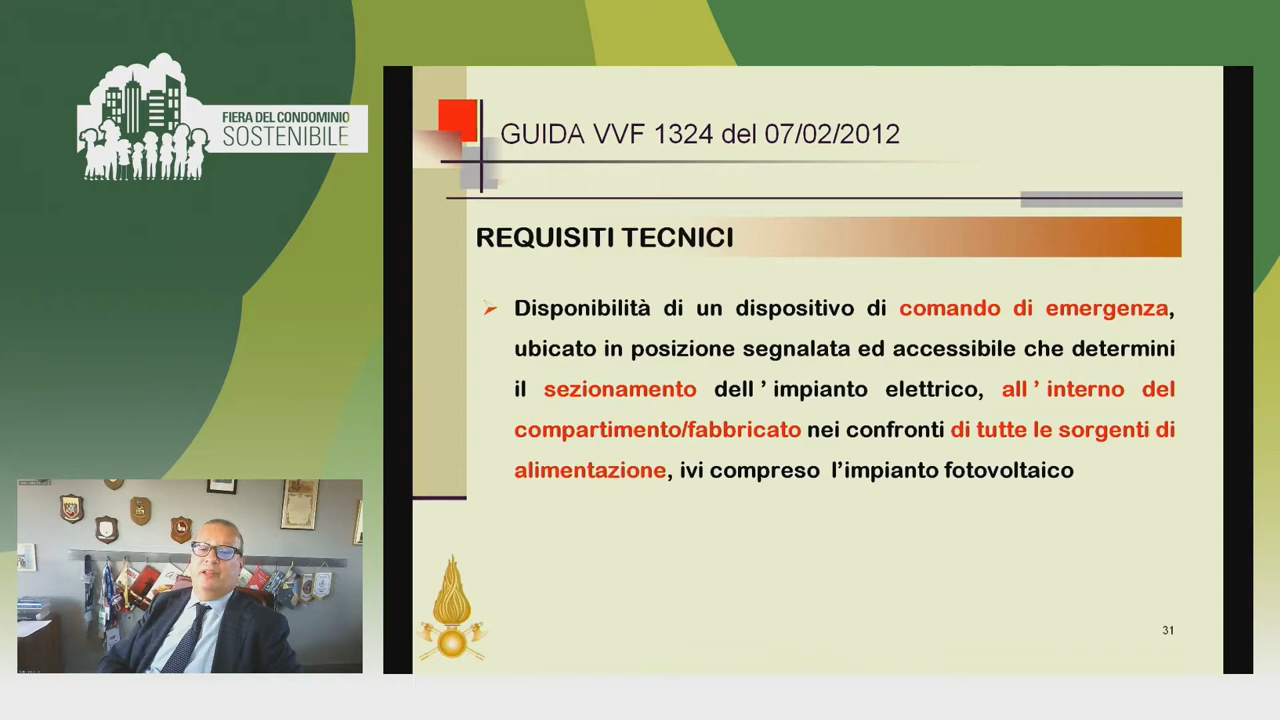 FIERA DEL CONDOMINIO
SOSTENIBILE
GUIDA VVF 1324 del 07/02/2012
REQUISITI TECNICI
Disponibilità di un dispositivo di comando di emergenza,
ubicato in posizione segnalata ed accessibile che determini
il sezionamento dell ’ impianto elettrico, all ’ interno del
compartimento/fabbricato nei confronti di tutte le sorgenti di
alimentazione, ivi compreso l’impianto fotovoltaico
31